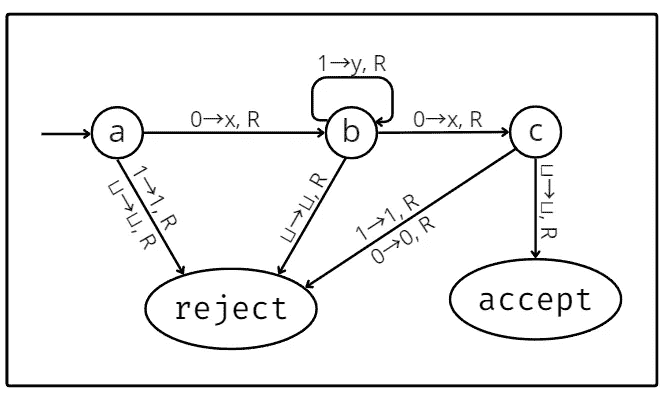 1→y, R
a
0→x, R
b
0→x, R
c
1→1, R
⊔→⊔, R
⊔→⊔, R
1→1, R
0→0, R
⊔→⊔, R
reject
accept